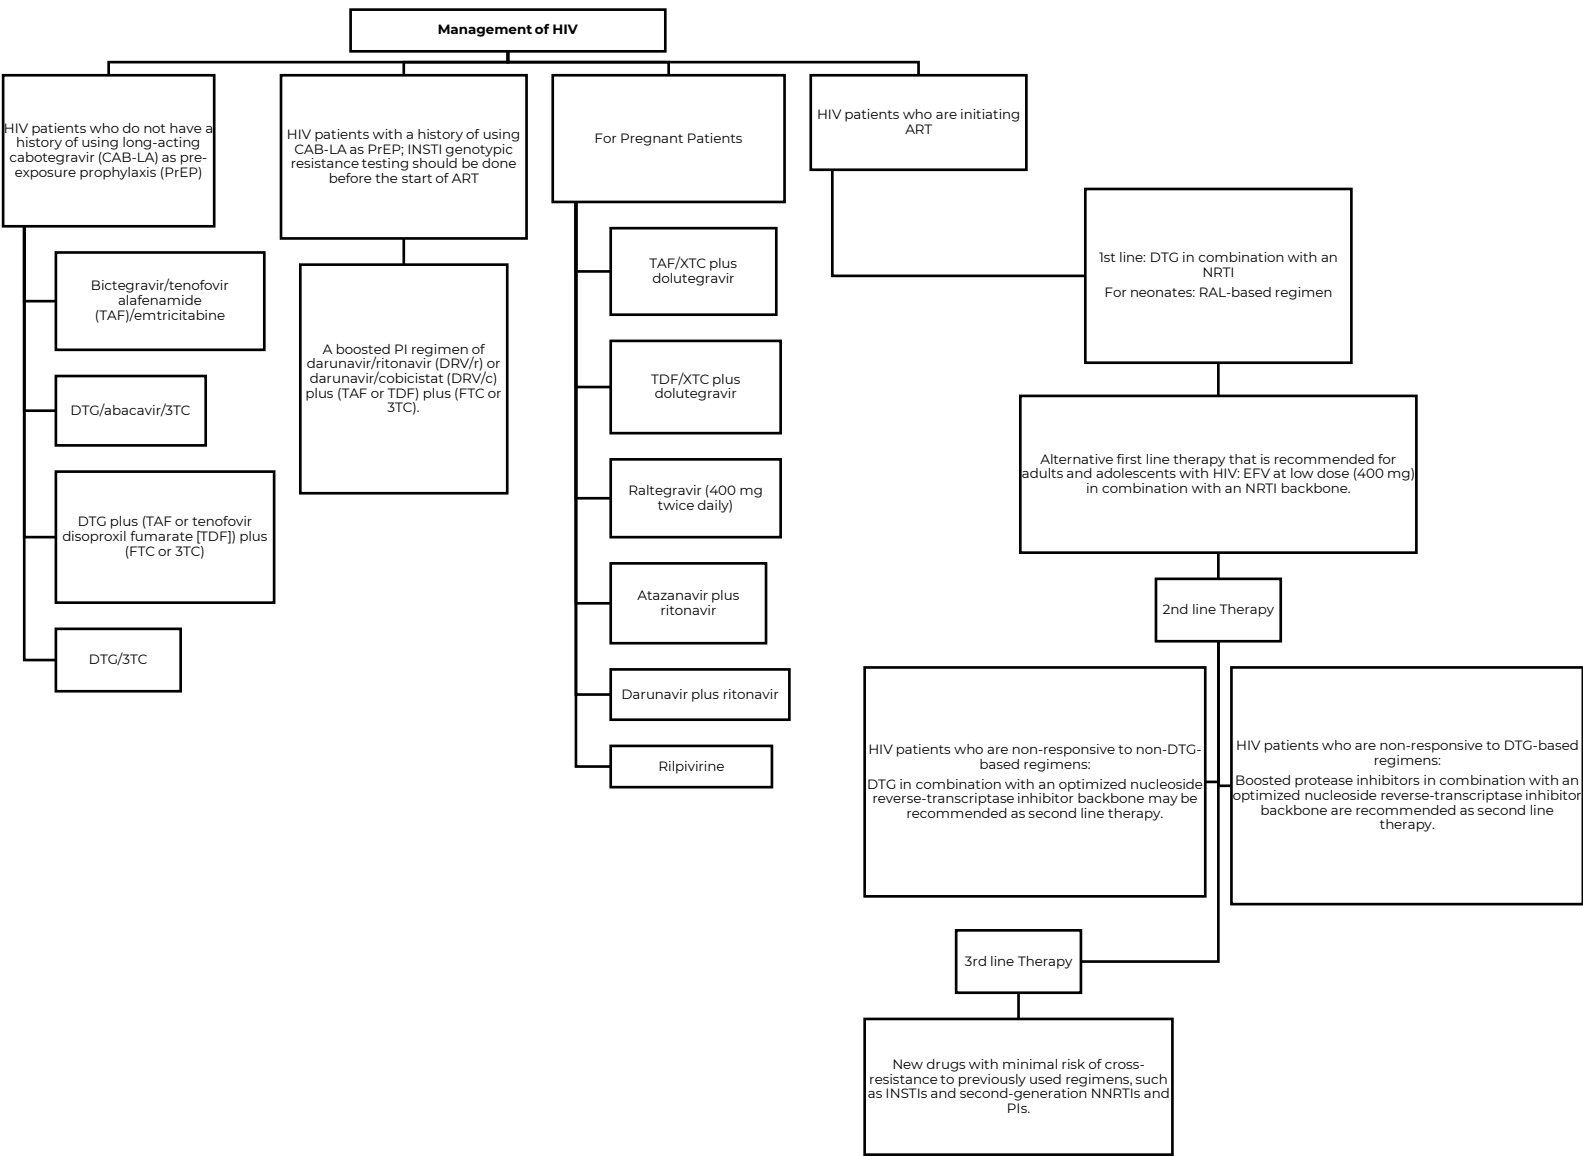 Management of HIV
HIV patients who do not have a
history of using long-acting
cabotegravir (CAB-LA) as pre-
exposure prophylaxis (PrEP)
Bictegravir/tenofovir
alafenamide
(TAF)/emtricitabine
DTG/abacavir/3TC
DTG plus (TAF or tenofovir
disoproxil fumarate [TDF]) plus
(FTC or 3TC)
DTG/3TC
HIV patients with a history of using
CAB-LA as PrEP; INSTI genotypic
resistance testing should be done
before the start of ART
A boosted PI regimen of
darunavir/ritonavir (DRV/r) or
darunavir/cobicistat (DRV/c)
plus (TAF or TDF) plus (FTC or
3TC).
For Pregnant Patients
TAF/XTC plus
dolutegravir
TDF/XTC plus
dolutegravir
Raltegravir (400 mg
twice daily)
Atazanavir plus
ritonavir
Darunavir plus ritonavir
Rilpivirine
HIV patients who are initiating
ART
1st line: DTG in combination with an
NRTI
For neonates: RAL-based regimen
Alternative first line therapy that is recommended for
adults and adolescents with HIV: EFV at low dose (400 mg)
in combination with an NRTI backbone.
2nd line Therapy
HIV patients who are non-responsive to non-DTG-
based regimens:
DTG in combination with an optimized nucleoside
reverse-transcriptase inhibitor backbone may be
recommended as second line therapy.
HIV patients who are non-responsive to DTG-based
regimens:
Boosted protease inhibitors in combination with an
optimized nucleoside reverse-transcriptase inhibitor
backbone are recommended as second line
therapy.
3rd line Therapy
New drugs with minimal risk of cross-
resistance to previously used regimens, such
as INSTIs and second-generation NNRTIs and
PIs.